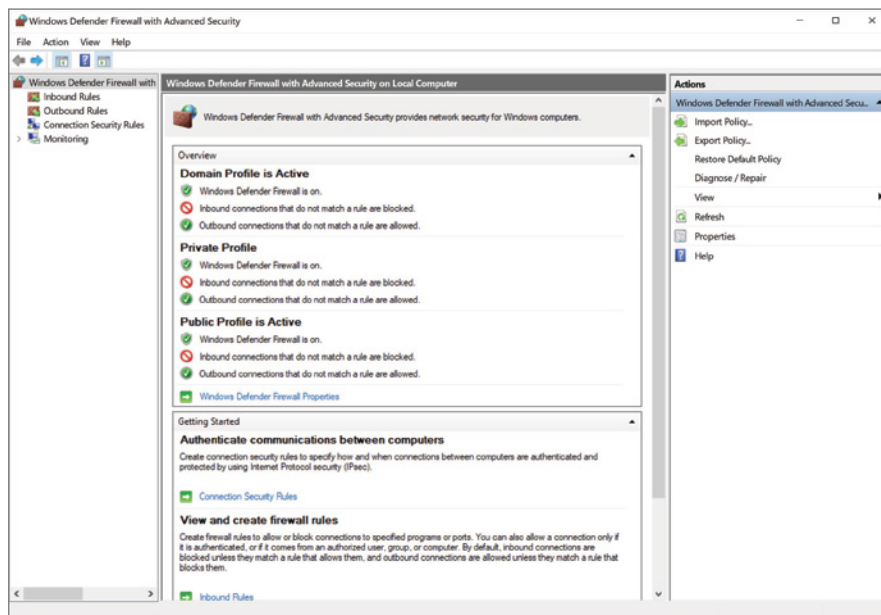 Windows Defender Firewall with Advanced Security
File Action View Help
Windows Defender Firewall with
Inbound Rules
Outbound Rules
Connection Security Rules
Monitoring
Windows Defender Firewall with Advanced Security on Local Computer
Windows Defender Firewall with Advanced Security provides network security for Windows computers.
Overview
Domain Profile is Active
Windows Defender Firewall is on.
Inbound connections that do not match a rule are blocked.
Outbound connections that do not match a rule are allowed.
Private Profile
Windows Defender Firewall is on.
Inbound connections that do not match a rule are blocked.
Outbound connections that do not match a rule are allowed.
Public Profile is Active
Windows Defender Firewall is on.
Inbound connections that do not match a rule are blocked.
Outbound connections that do not match a rule are allowed.
Windows Defender Firewall Properties
Getting Started
Authenticate communications between computers
Create connection security rules to specify how and when connections between computers are authenticated and
protected by using Internet Protocol security (IPsec).
Connection Security Rules
View and create firewall rules
Create firewall rules to allow or block connections to specified programs or ports. You can also allow a connection only if
it is authenticated, or if it comes from an authorized user, group, or computer. By default, inbound connections are
blocked unless they match a rule that allows them, and outbound connections are allowed unless they match a rule that
blocks them.
Inbound Rules
Actions
Windows Defender Firewall with Advanced Secu...
Import Policy...
Export Policy...
Restore Default Policy
Diagnose / Repair
View
Refresh
Properties
Help